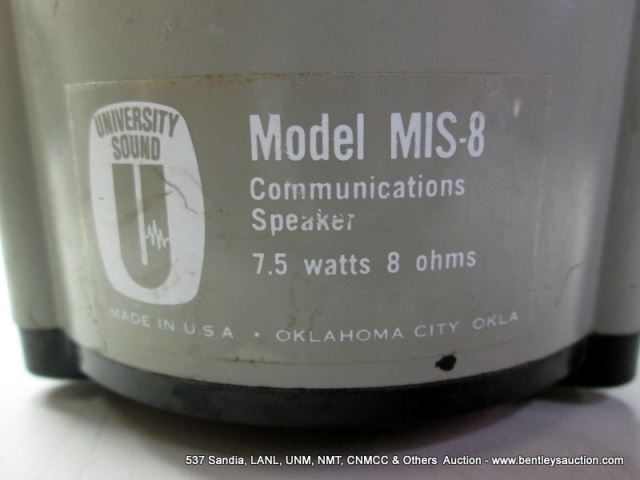 UNIVERSITY
SOUND
U
Model MIS-8
Communications
Speaker
7.5 watts 8 ohms
MADE IN U.S.A. • OKLAHOMA CITY OKLA
537 Sandia, LANL, UNM, NMT, CNMCC & Others Auction - www.bentleysauction.com